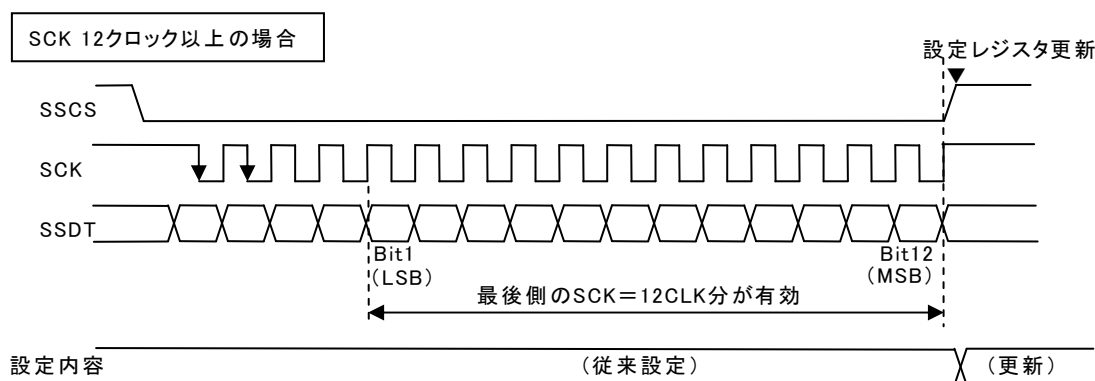 SCK 12クロック以上の場合
設定レジスタ更新
SSCS
SCK
SSDT
Bit1
(LSB)
Bit12
(MSB)
最後側のSCK=12CLK分が有効
設定内容
(従来設定)
(更新)